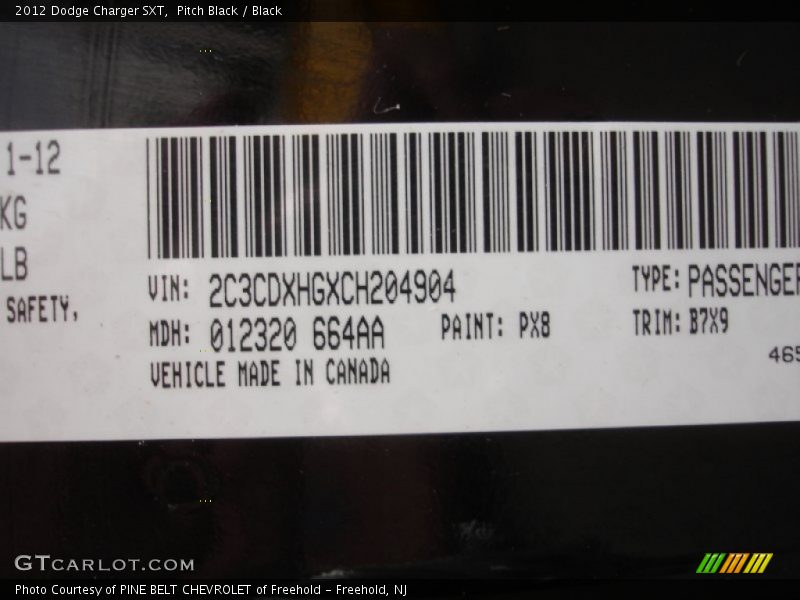 2012 Dodge Charger SXT, Pitch Black / Black
1-12
KG
LB
SAFETY,
VIN: 2C3CDXHGXCH204904
TYPE: PASSENGER
MDH: 012320 664AA
PAINT: PX8
TRIM: B7X9
VEHICLE MADE IN CANADA
465
GTCARLOT.COM
Photo Courtesy of PINE BELT CHEVROLET of Freehold - Freehold, NJ